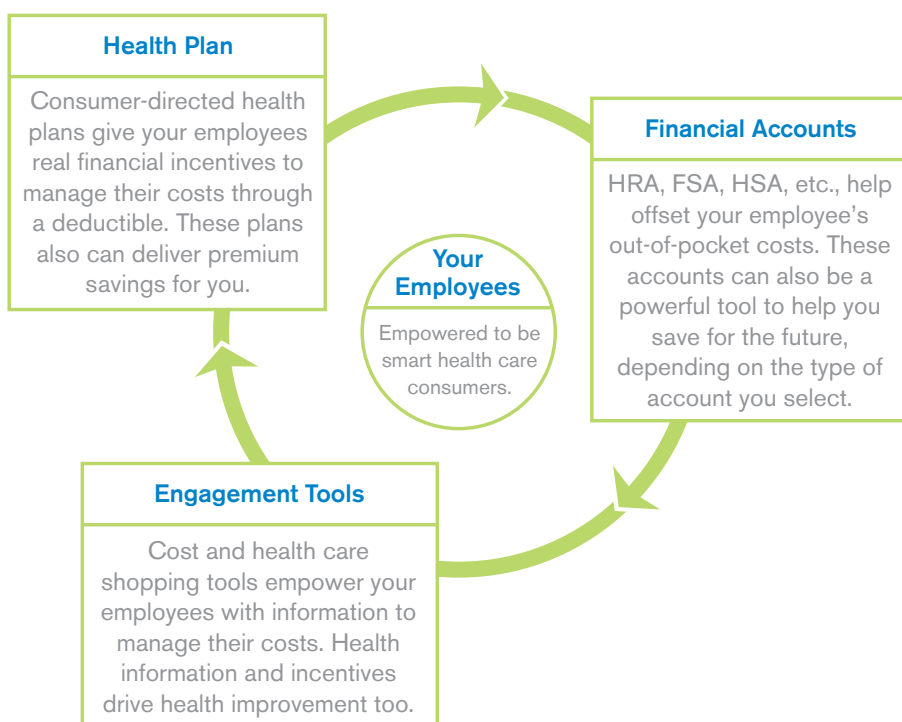 Health Plan
Consumer-directed health
plans give your employees
real financial incentives to
manage their costs through
a deductible. These plans
also can deliver premium
savings for you.
Financial Accounts
HRA, FSA, HSA, etc., help
offset your employee's
out-of-pocket costs. These
accounts can also be a
powerful tool to help you
save for the future,
depending on the type of
account you select.
Your
Employees
Empowered to be
smart health care
consumers.
Engagement Tools
Cost and health care
shopping tools empower your
employees with information to
manage their costs. Health
information and incentives
drive health improvement too.